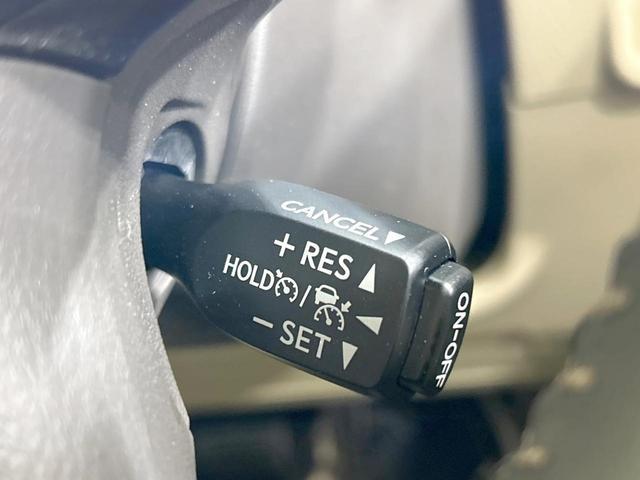 CANCEL▼
+ RES ▲
HOLD /
− SET ▼
ON-OFF